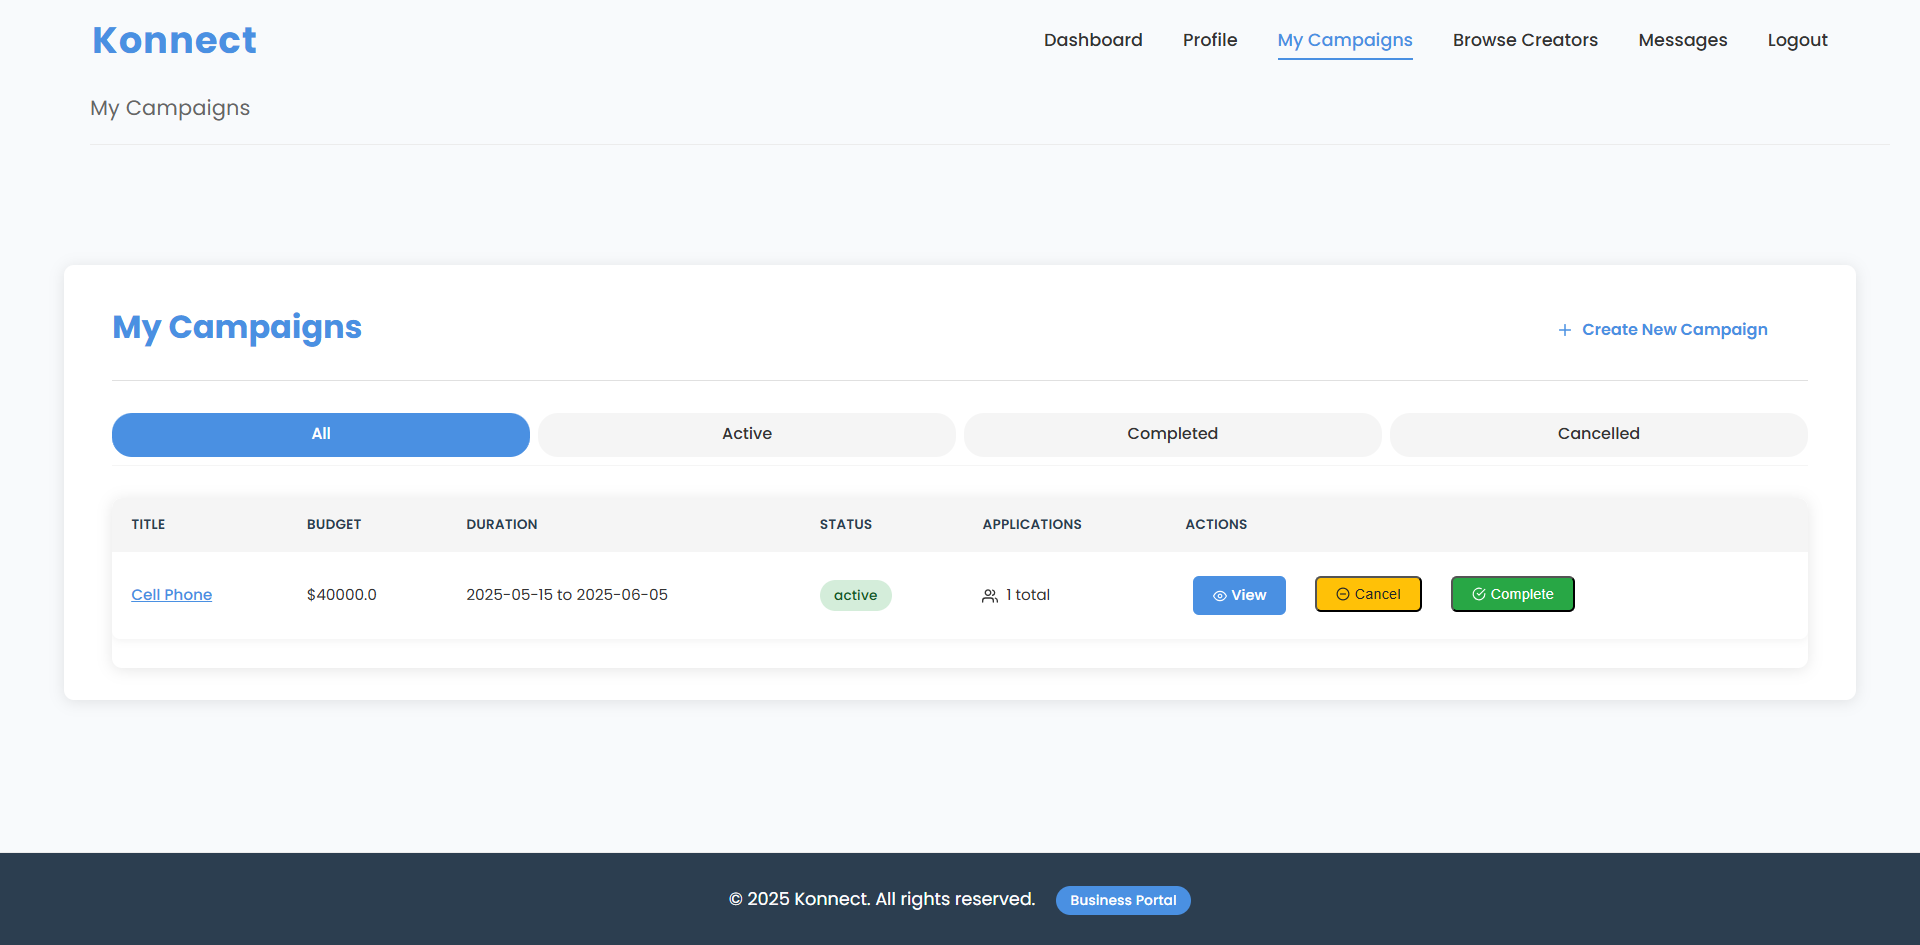 Konnect
Dashboard Profile My Campaigns Browse Creators Messages Logout
My Campaigns
My Campaigns
Create New Campaign
All Active Completed Cancelled
TITLE BUDGET DURATION STATUS APPLICATIONS ACTIONS
Cell Phone $40000.0 2025-05-15 to 2025-06-05 active 1 total View Cancel Complete
© 2025 Konnect. All rights reserved. Business Portal